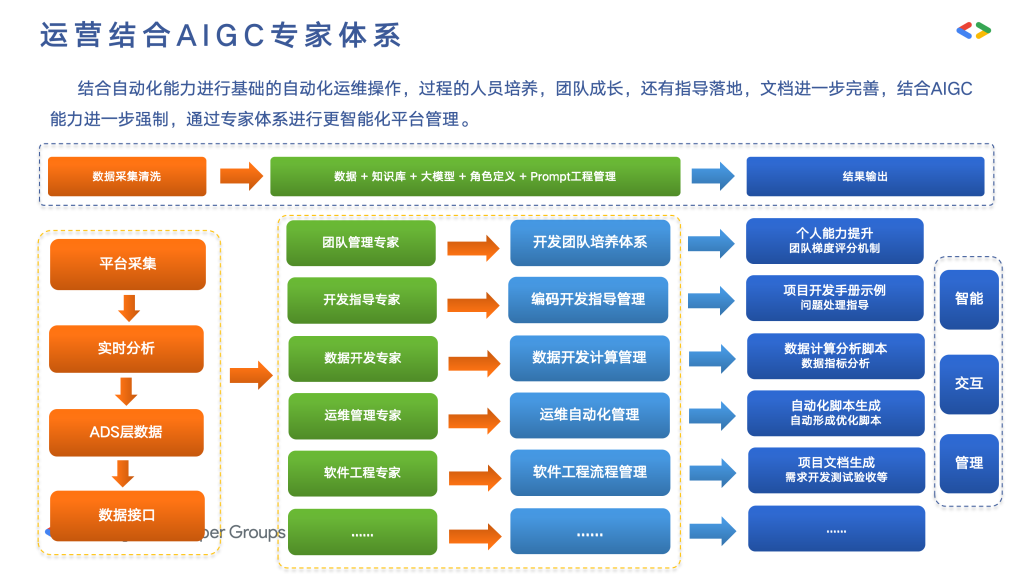 运营结合AIGC专家体系
结合自动化能力进行基础的自动化运维操作，过程的人员培养，团队成长，还有指导落地，文档进一步完善，结合AIGC
能力进一步强制，通过专家体系进行更智能化平台管理。
数据采集清洗
数据 + 知识库 + 大模型 + 角色定义 + Prompt工程管理
结果输出
平台采集
实时分析
ADS层数据
数据接口
团队管理专家
开发团队培养体系
个人能力提升
团队梯度评分机制
开发指导专家
编码开发指导管理
项目开发手册示例
问题处理指导
数据开发专家
数据开发计算管理
数据计算分析脚本
数据指标分析
运维管理专家
运维自动化管理
自动化脚本生成
自动形成优化脚本
软件工程专家
软件工程流程管理
项目文档生成
需求开发测试验收等
......
......
......
智能
交互
管理
per Groups